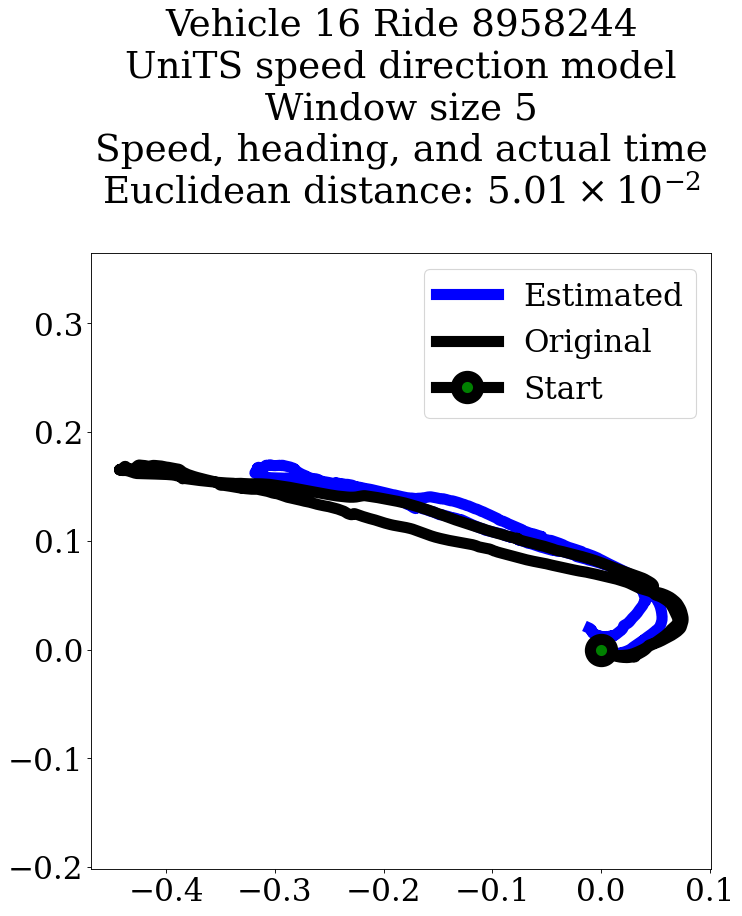 Vehicle 16 Ride 8958244
UniTS speed direction model
Window size 5
Speed, heading, and actual time
Euclidean distance: 5.01 × 10⁻²
Estimated
Original
Start
0.3
0.2
0.1
0.0
−0.1
−0.2
−0.4 −0.3 −0.2 −0.1 0.0 0.1